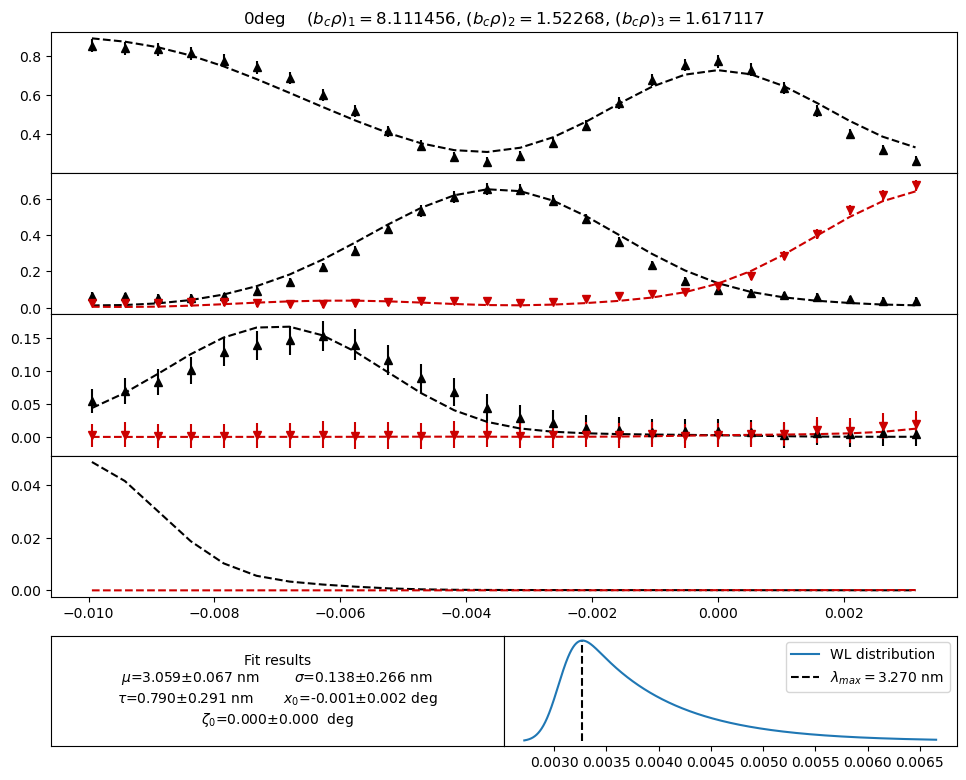 0deg (b_cρ)_1 = 8.111456, (b_cρ)_2 = 1.52268, (b_cρ)_3 = 1.617117
0.8
0.6
0.4
0.6
0.4
0.2
0.0
0.15
0.10
0.05
0.00
0.04
0.02
0.00
−0.010 −0.008 −0.006 −0.004 −0.002 0.000 0.002
Fit results
μ=3.059±0.067 nm σ=0.138±0.266 nm
τ=0.790±0.291 nm x_0=-0.001±0.002 deg
ζ_0=0.000±0.000 deg
WL distribution
λ_max = 3.270 nm
0.0030 0.0035 0.0040 0.0045 0.0050 0.0055 0.0060 0.0065